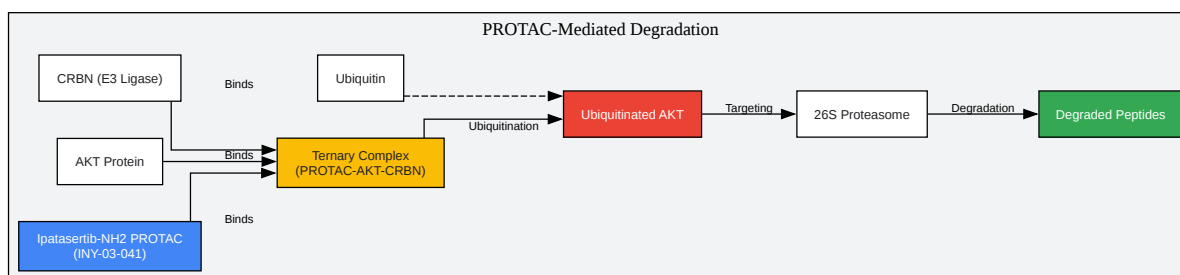 PROTAC-Mediated Degradation
CRBN (E3 Ligase)
Binds
Ubiquitin
AKT Protein
Binds
Ternary Complex
(PROTAC-AKT-CRBN)
Ubiquitination
Ubiquitinated AKT
Targeting
26S Proteasome
Degradation
Degraded Peptides
Ipatasertib-NH2 PROTAC
(INY-03-041)
Binds